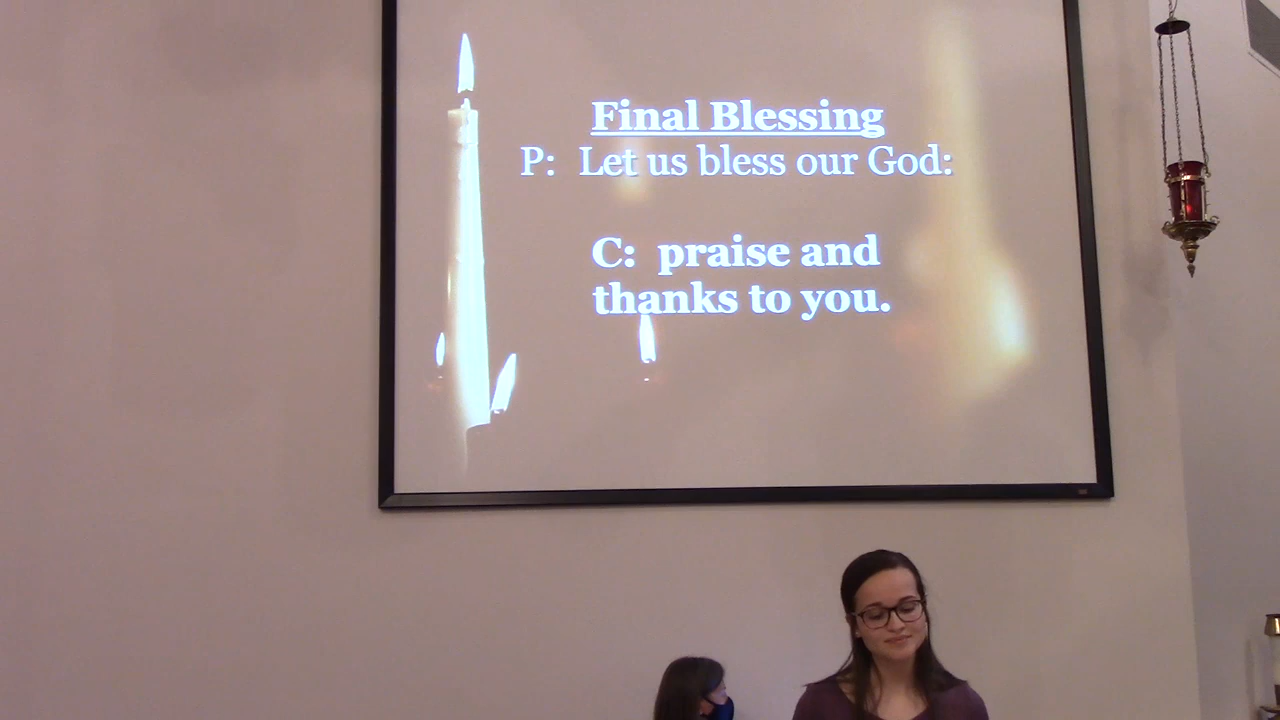 Final Blessing
P: Let us bless our God:
C: praise and
thanks to you.